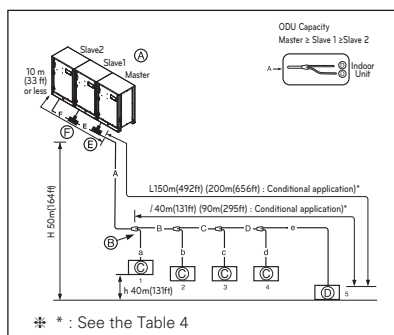 ODU Capacity
Master ≥ Slave 1 ≥Slave 2
A
Indoor
Unit
Slave2
Slave1
Master
A
10 m
(33 ft)
or less
F
E
F
E
A
H 50m(164ft)
L150m(492ft) (200m(656ft) : Conditional application)*
l 40m(131ft) (90m(295ft) : Conditional application)*
B
B
C
D
e
a
b
c
d
C
C
C
C
D
1
2
3
4
5
h 40m(131ft)
※ * : See the Table 4